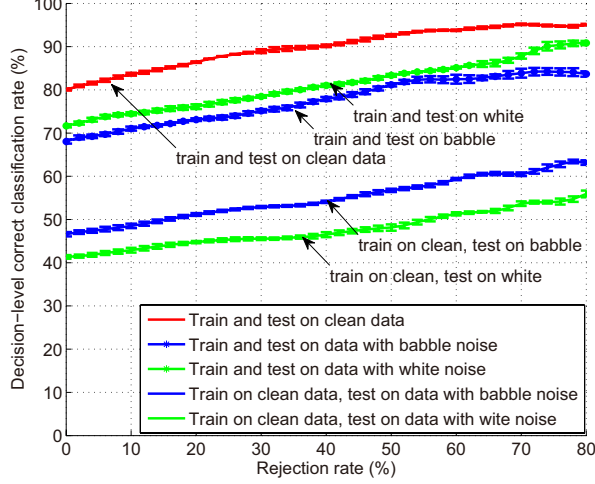 100
90
80
70
60
50
40
30
20
10
0
Decision−level correct classification rate (%)
train and test on white
train and test on babble
train and test on clean data
train on clean, test on babble
train on clean, test on white
Train and test on clean data
Train and test on data with babble noise
Train and test on data with white noise
Train on clean data, test on data with babble noise
Train on clean data, test on data with wite noise
0 10 20 30 40 50 60 70 80
Rejection rate (%)